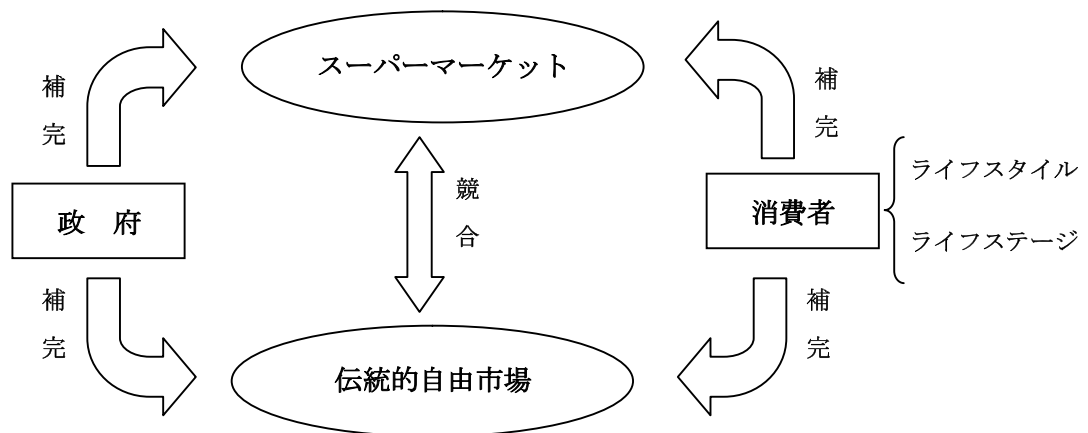 スーパーマーケット
補完
補完
政 府
競合
消費者
ライフスタイル
ライフステージ
補完
補完
伝統的自由市場